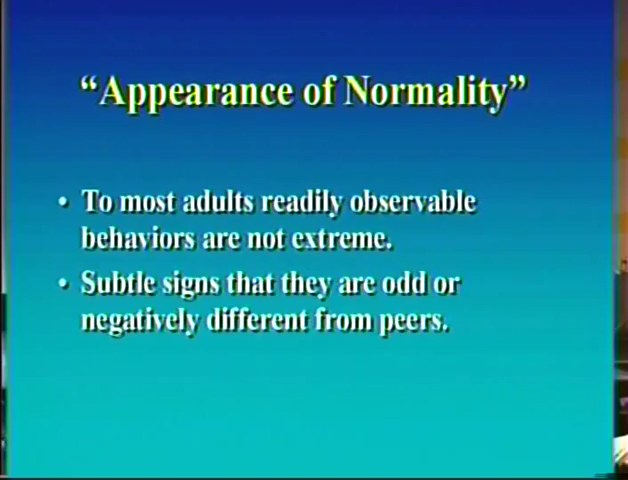 “Appearance of Normality”
• To most adults readily observable
behaviors are not extreme.
• Subtle signs that they are odd or
negatively different from peers.